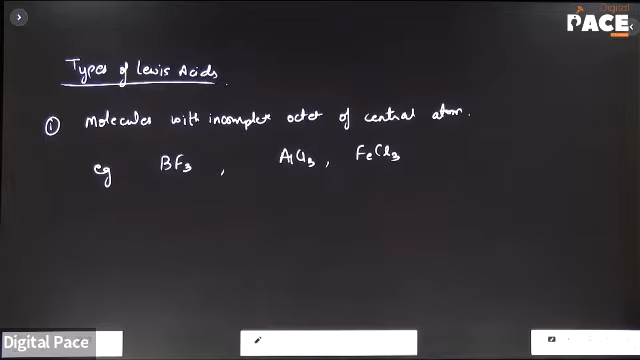 Digital
PACE
Types of Lewis Acids.
① Molecules with incomplete octet of central atom.
eg BF₃, AlCl₃, FeCl₃
Digital Pace